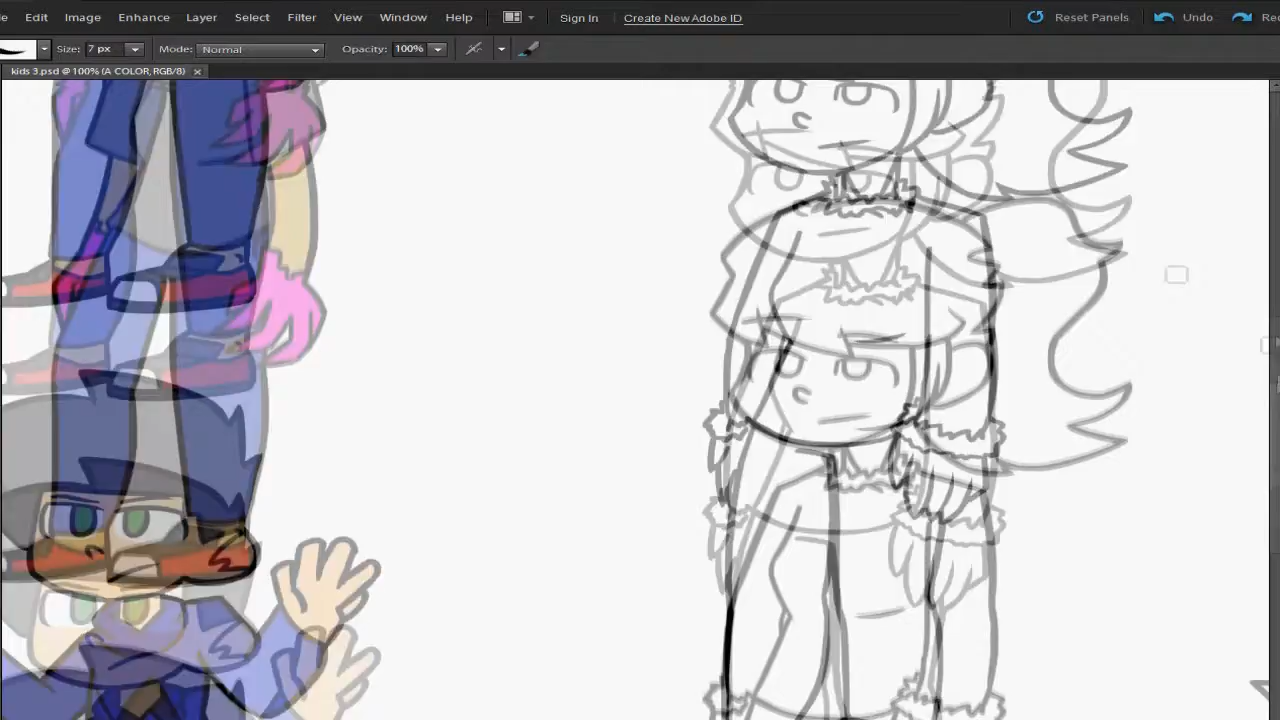 Edit Image Enhance Layer Select Filter View Window Help Sign In Create New Adobe ID Reset Panels Undo
Size: 7 px Mode: Normal Opacity: 100%
kids 3.psd @ 100% (A COLOR, RGB/8) ×